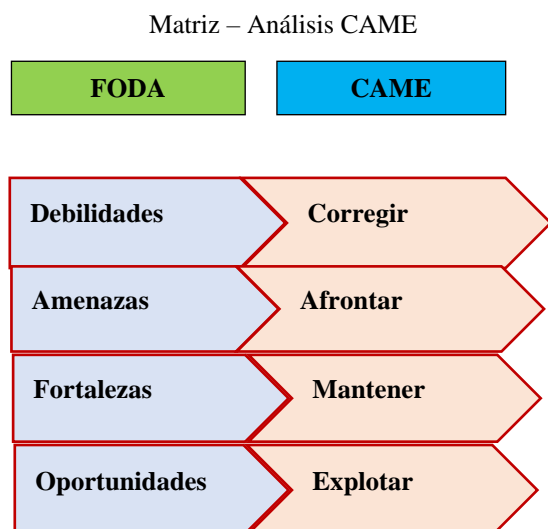 Matriz – Análisis CAME
FODA CAME
Debilidades Corregir
Amenazas Afrontar
Fortalezas Mantener
Oportunidades Explotar